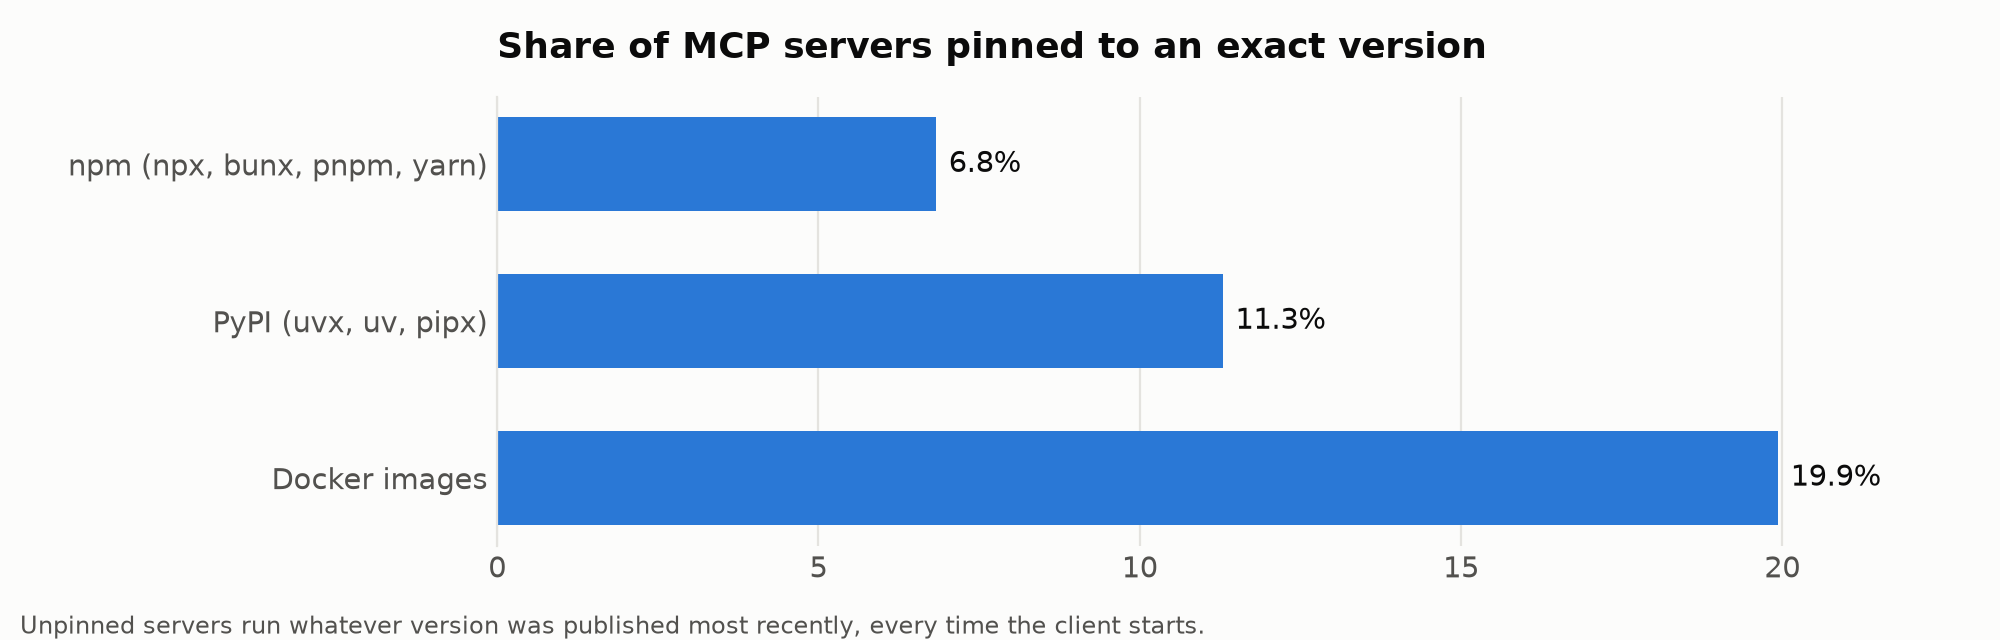 Share of MCP servers pinned to an exact version
npm (npx, bunx, pnpm, yarn)
6.8%
PyPI (uvx, uv, pipx)
11.3%
Docker images
19.9%
0 5 10 15 20
Unpinned servers run whatever version was published most recently, every time the client starts.